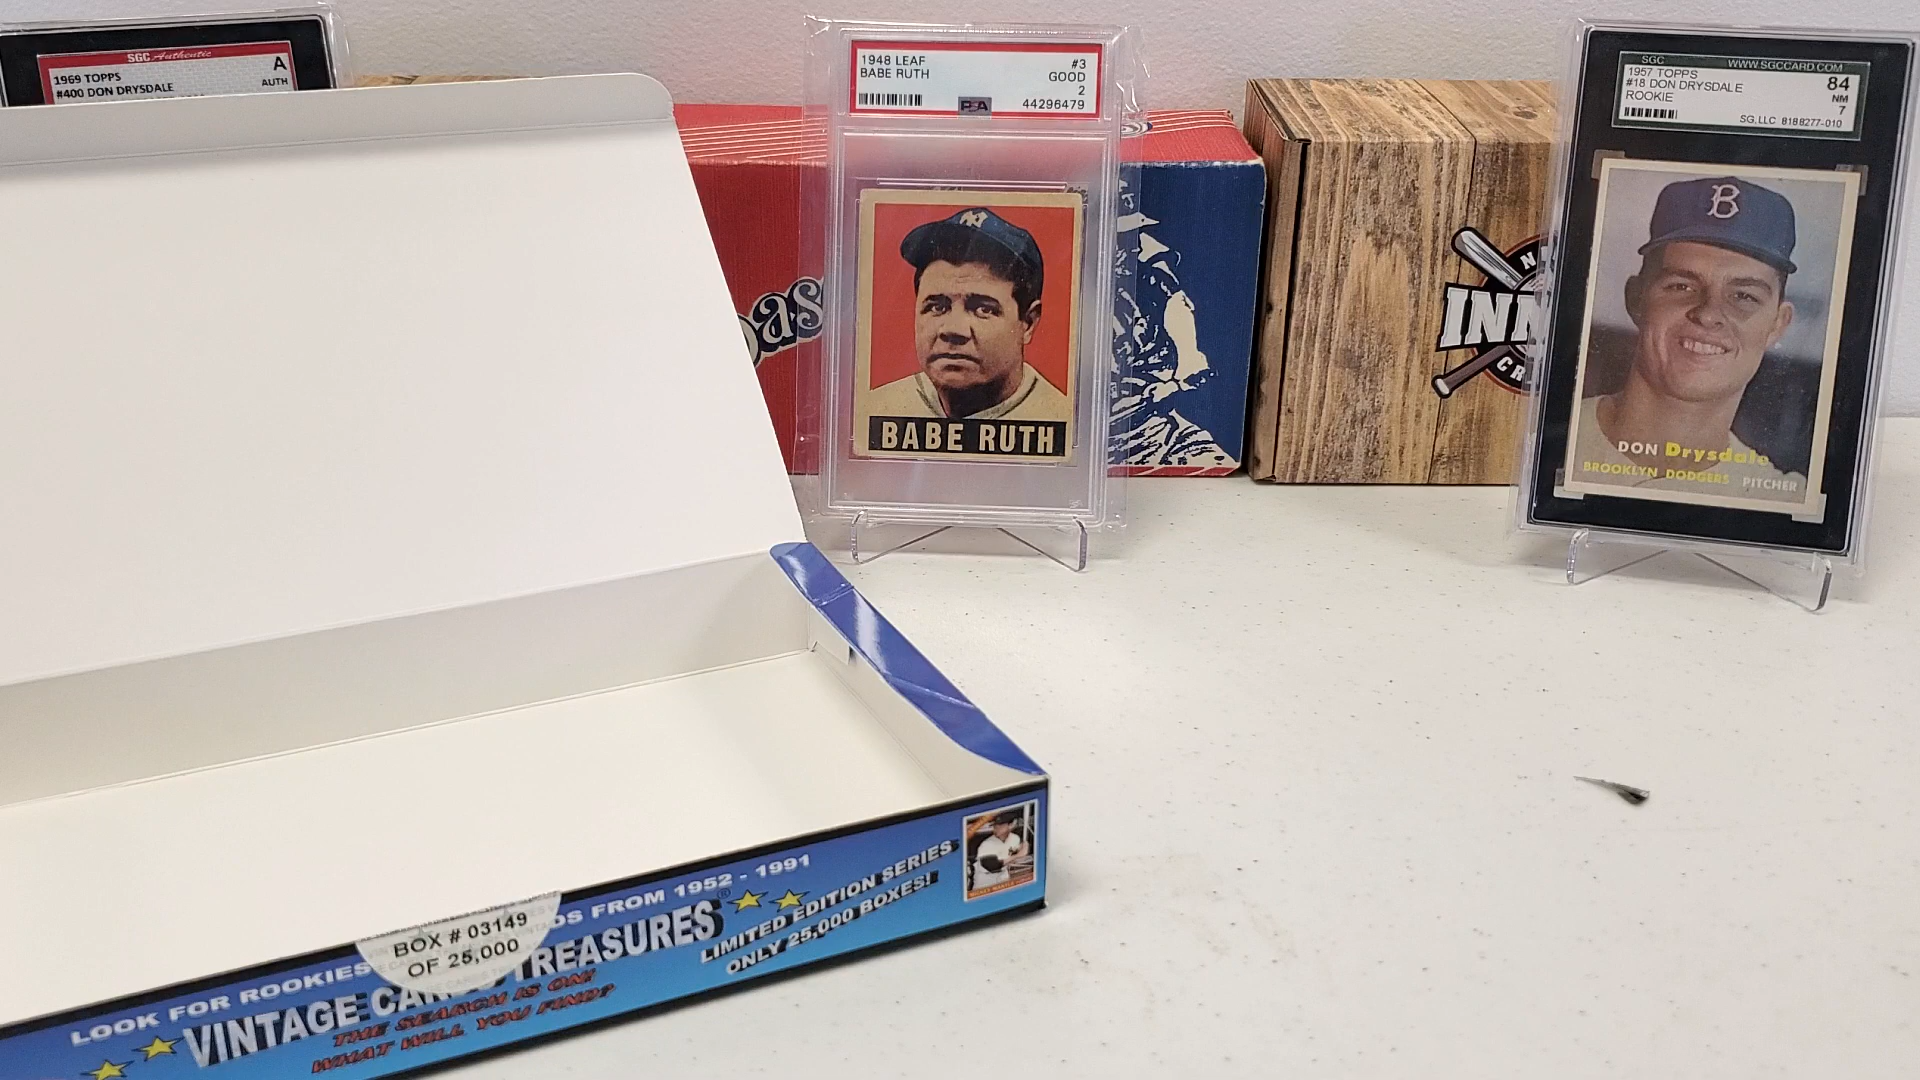 SGC Authentic
1969 TOPPS
#400 DON DRYSDALE
A
AUTH
1948 LEAF
BABE RUTH
#3
GOOD
2
PSA
44296479
BABE RUTH
SGC
WWW.SGCCARD.COM
1957 TOPPS
#18 DON DRYSDALE
ROOKIE
84
NM
7
SG,LLC 8188277-010
B
DON Drysdale
BROOKLYN DODGERS PITCHER
BOX # 03149
OF 25,000
LOOK FOR ROOKIES
FROM 1952 - 1991
VINTAGE
TREASURES
THE SEARCH IS ON!
WHAT WILL YOU FIND?
LIMITED EDITION SERIES
ONLY 25,000 BOXES!